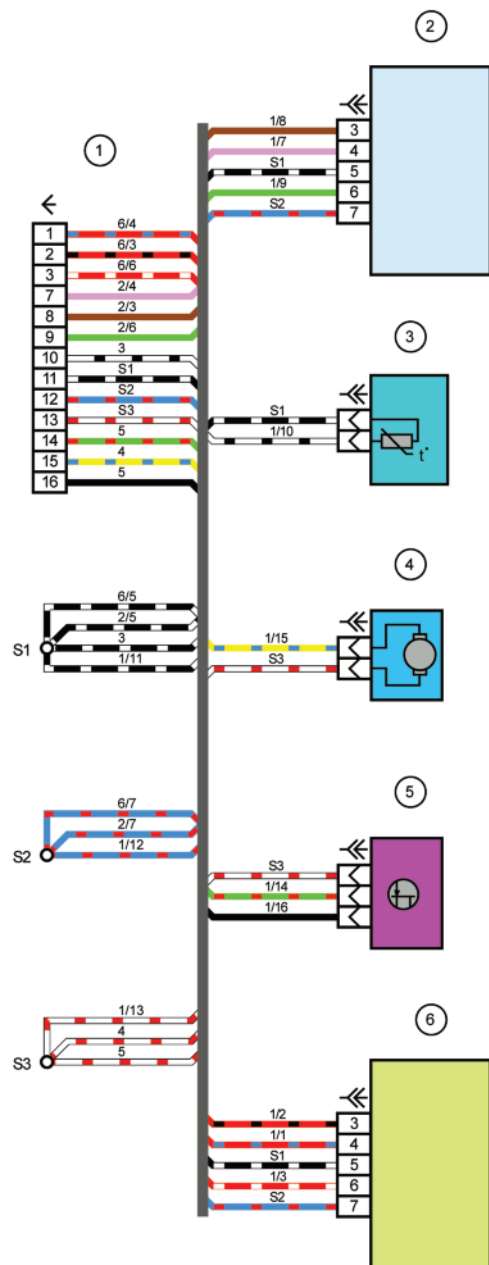 2
1/8
3
1/7
4
S1
5
1/9
6
S2
7
1
1 6/4
2 6/3
3 6/6
7 2/4
8 2/3
9 2/6
10 3
11 S1
12 S2
13 S3
14 5
15 4
16 5
3
S1
1/10
t°
4
1/15
S3
S1
6/5
2/5
3
1/11
5
S3
1/14
1/16
S2
6/7
2/7
1/12
S3
1/13
4
5
6
1/2 3
1/1 4
S1 5
1/3 6
S2 7